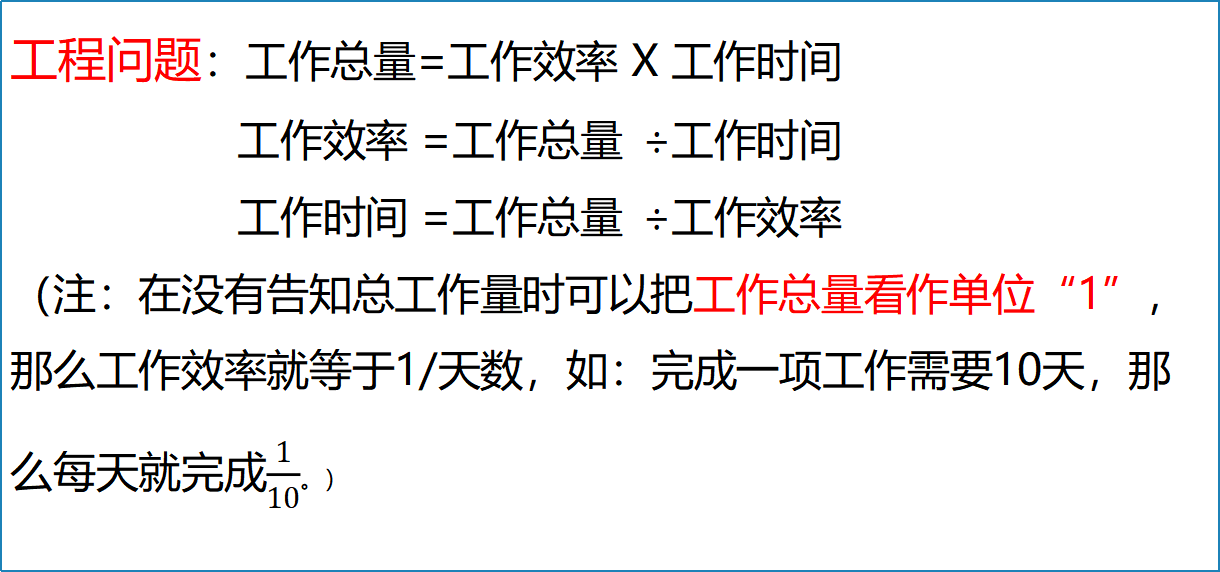 工程问题：工作总量=工作效率 X 工作时间
工作效率 =工作总量 ÷工作时间
工作时间 =工作总量 ÷工作效率
（注：在没有告知总工作量时可以把工作总量看作单位“1”，
那么工作效率就等于1/天数，如：完成一项工作需要10天，那
么每天就完成1/10。）